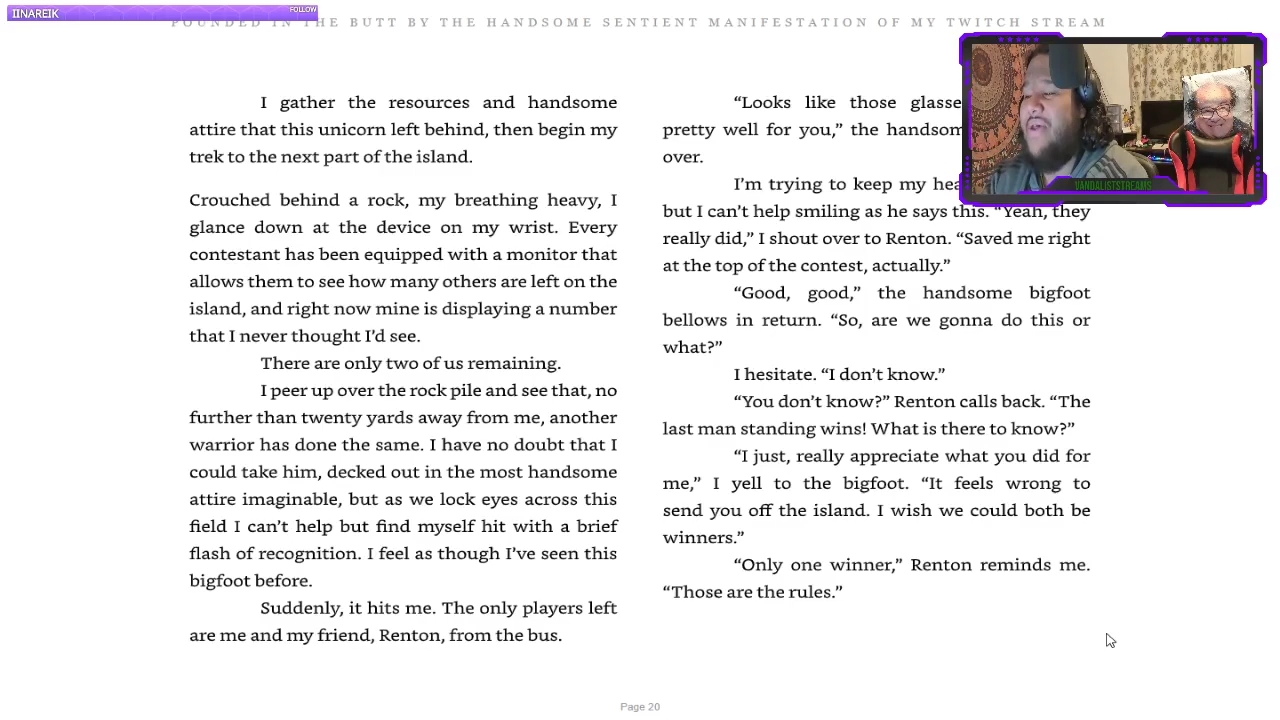 IINAREIK
FOLLOW
POUNDED IN THE BUTT BY THE HANDSOME SENTIENT MANIFESTATION OF MY TWITCH STREAM
I gather the resources and handsome
attire that this unicorn left behind, then begin my
trek to the next part of the island.
Crouched behind a rock, my breathing heavy, I
glance down at the device on my wrist. Every
contestant has been equipped with a monitor that
allows them to see how many others are left on the
island, and right now mine is displaying a number
that I never thought I’d see.
There are only two of us remaining.
I peer up over the rock pile and see that, no
further than twenty yards away from me, another
warrior has done the same. I have no doubt that I
could take him, decked out in the most handsome
attire imaginable, but as we lock eyes across this
field I can’t help but find myself hit with a brief
flash of recognition. I feel as though I’ve seen this
bigfoot before.
Suddenly, it hits me. The only players left
are me and my friend, Renton, from the bus.
“Looks like those
pretty well for you,” the
over.
I’m trying to keep my
but I can’t help smiling as he says this. “Yeah, they
really did,” I shout over to Renton. “Saved me right
at the top of the contest, actually.”
“Good, good,” the handsome bigfoot
bellows in return. “So, are we gonna do this or
what?”
I hesitate. “I don’t know.”
“You don’t know?” Renton calls back. “The
last man standing wins! What is there to know?”
“I just, really appreciate what you did for
me,” I yell to the bigfoot. “It feels wrong to
send you off the island. I wish we could both be
winners.”
“Only one winner,” Renton reminds me.
“Those are the rules.”
VANDALISTSTREAMS
Page 20